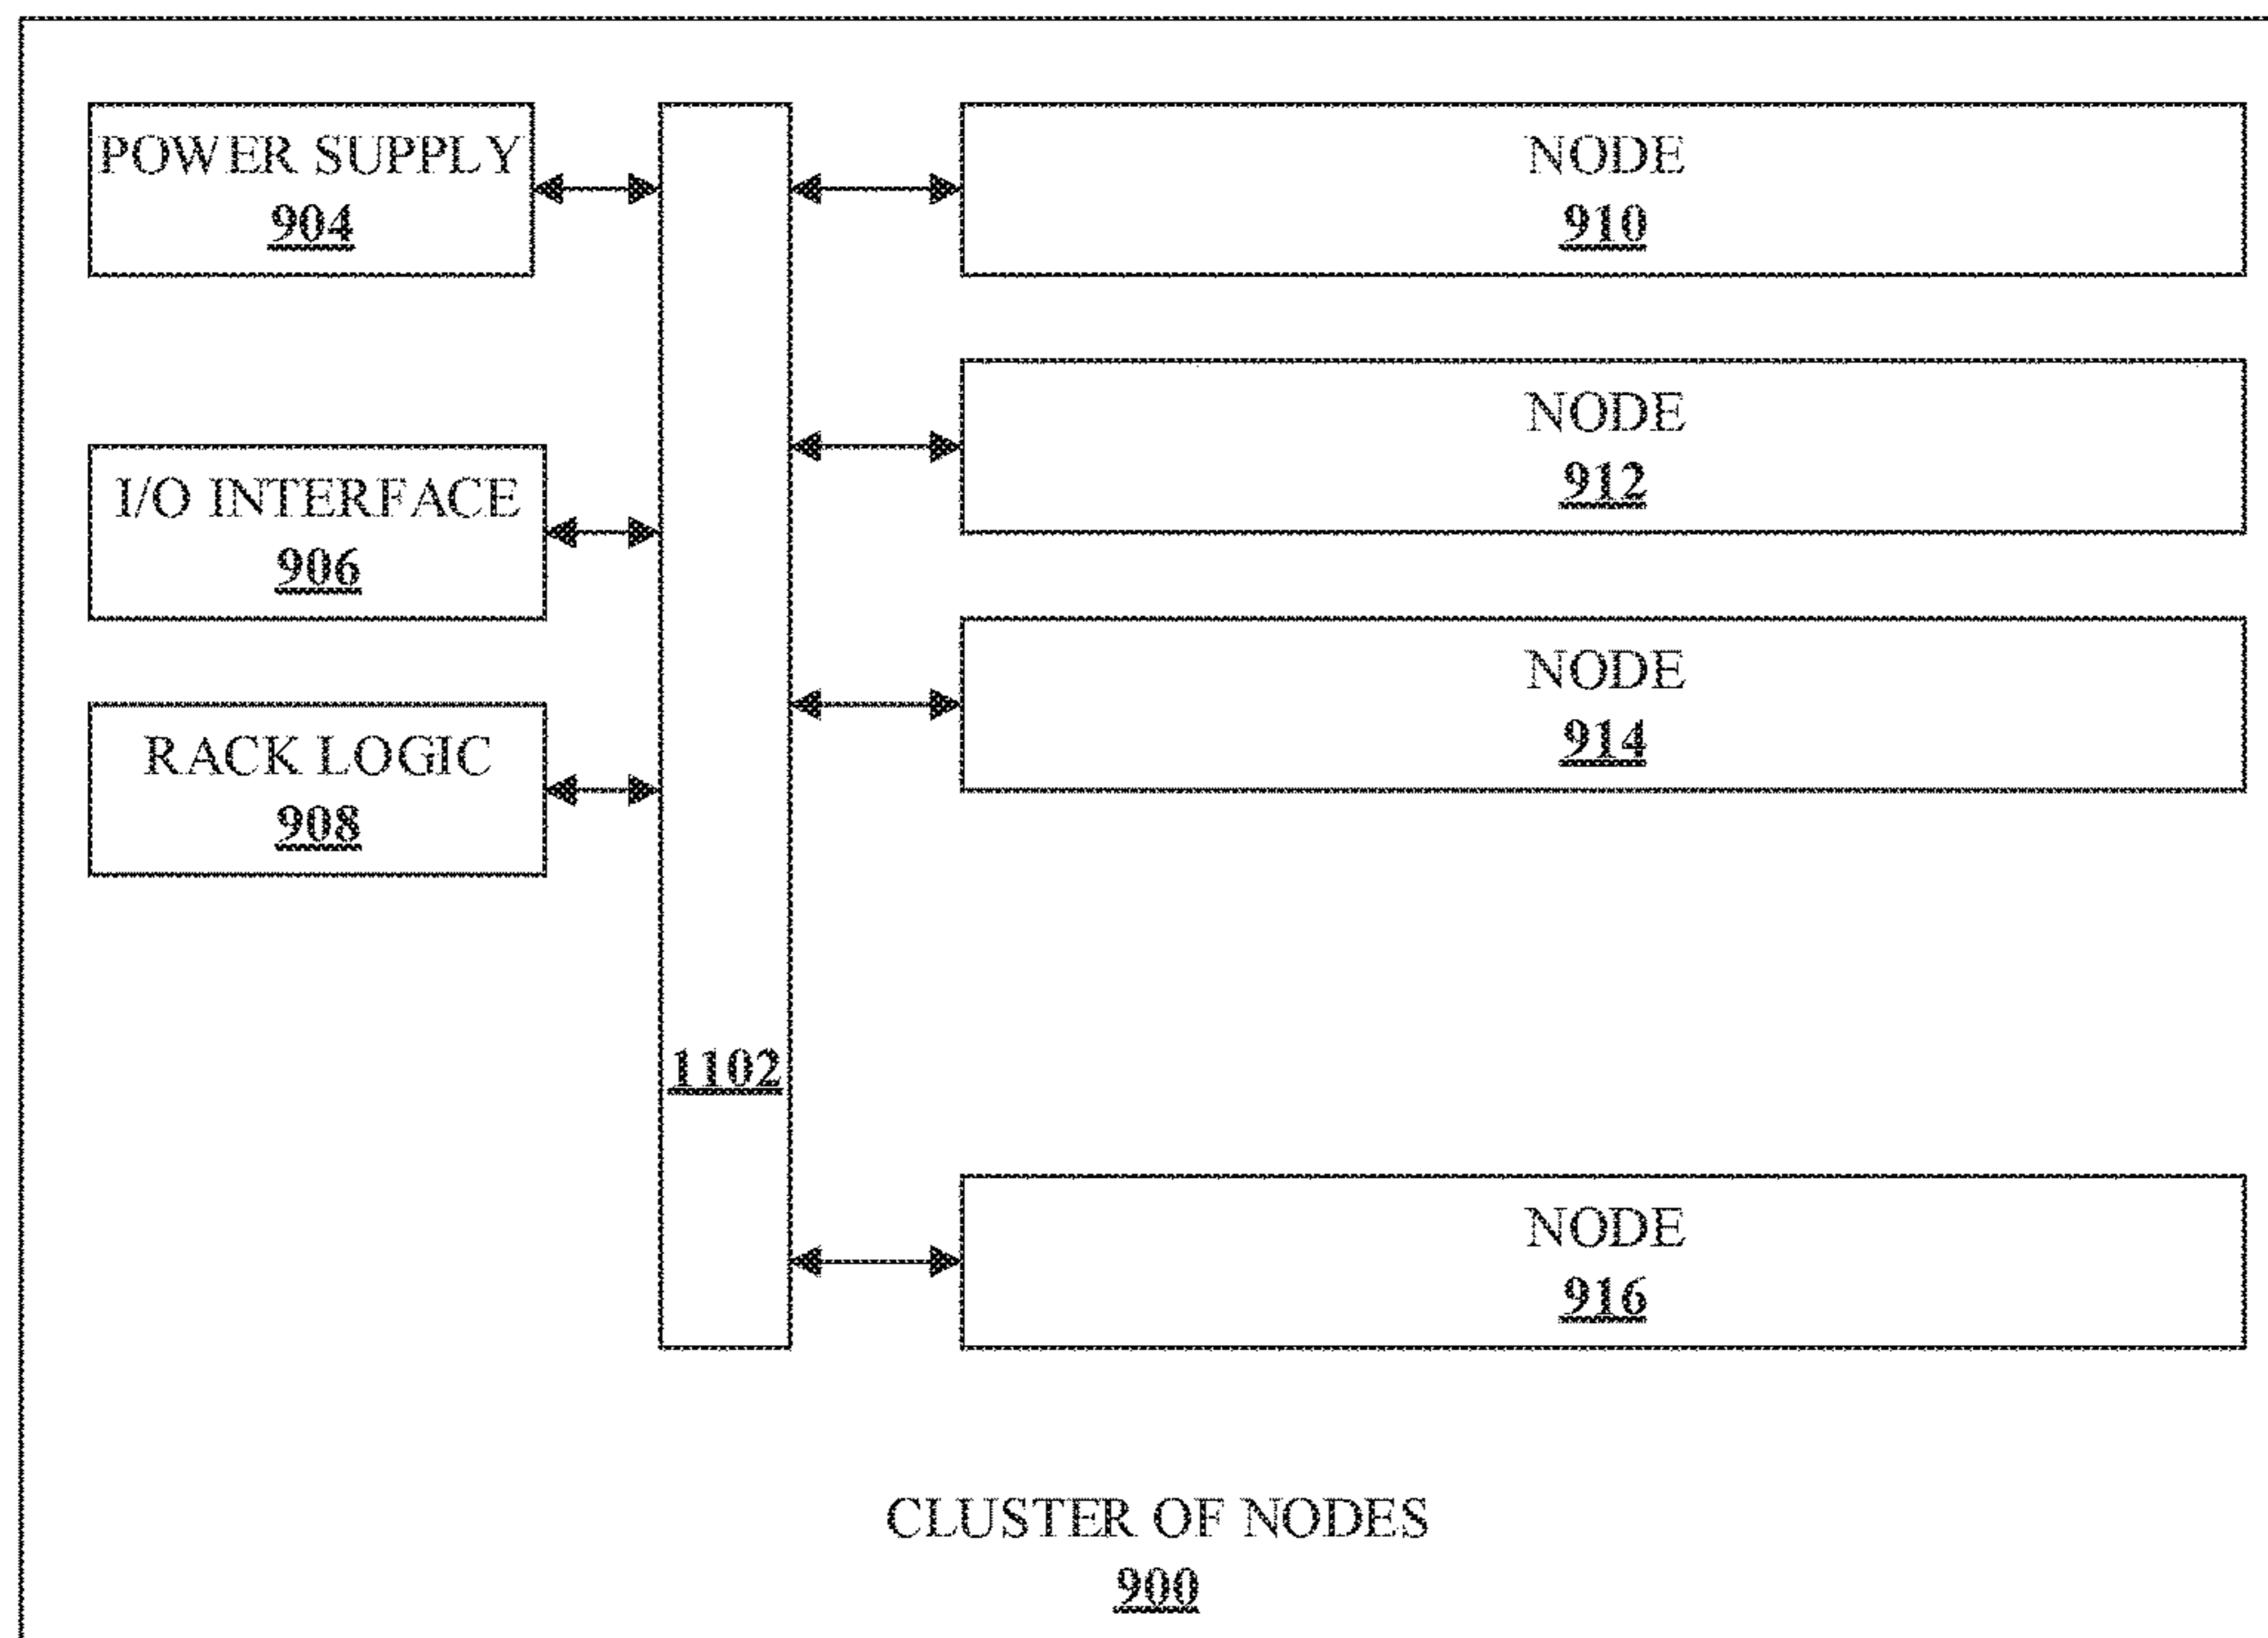 POWER SUPPLY
904
I/O INTERFACE
906
RACK LOGIC
908
1102
NODE
910
NODE
912
NODE
914
NODE
916
CLUSTER OF NODES
900